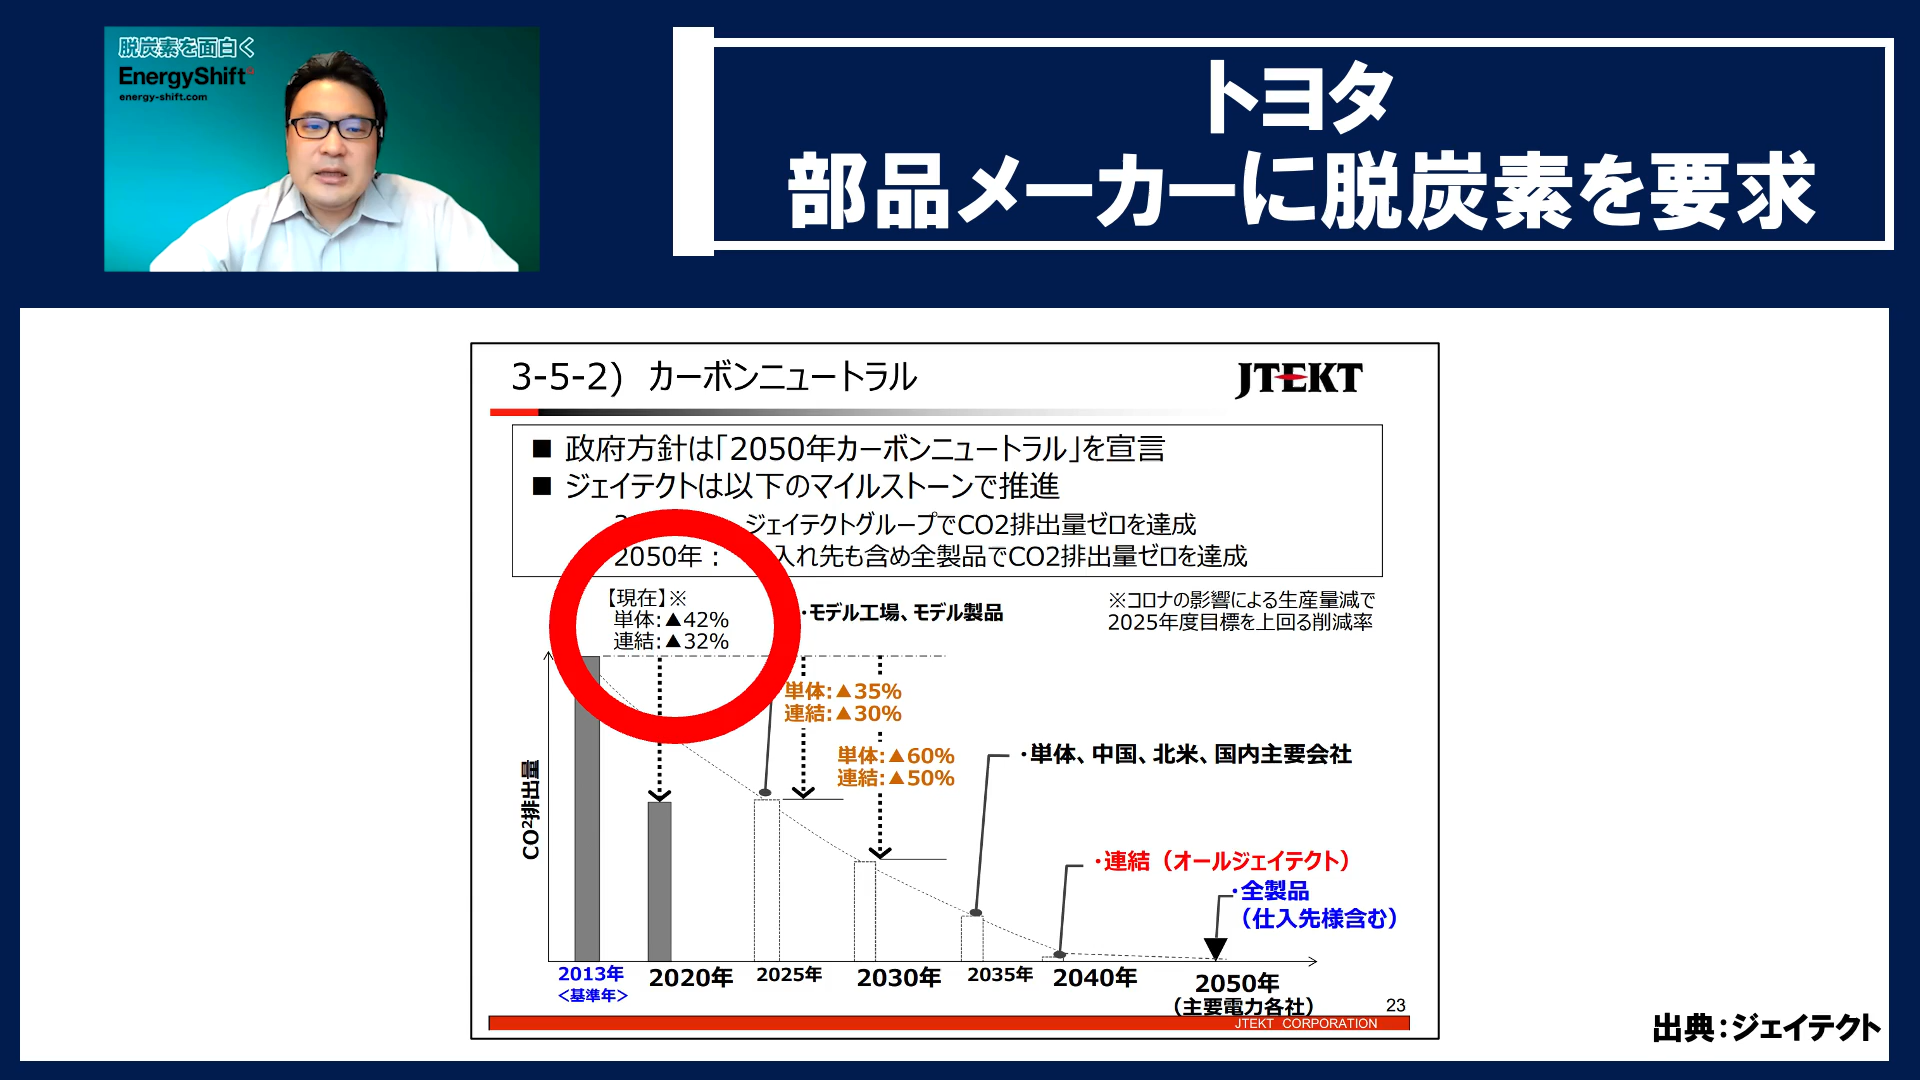 脱炭素を面白く
EnergyShift
energy-shift.com
トヨタ
部品メーカーに脱炭素を要求
3-5-2) カーボンニュートラル
JTEKT
■ 政府方針は「2050年カーボンニュートラル」を宣言
■ ジェイテクトは以下のマイルストーンで推進
ジェイテクトグループでCO2排出量ゼロを達成
2050年： 入れ先も含め全製品でCO2排出量ゼロを達成
【現在】※
単体:▲42%
連結:▲32%
・モデル工場、モデル製品
※コロナの影響による生産量減で
2025年度目標を上回る削減率
単体:▲35%
連結:▲30%
単体:▲60%
連結:▲50%
・単体、中国、北米、国内主要会社
CO2排出量
・連結（オールジェイテクト）
・全製品
（仕入先様含む）
2013年
<基準年>
2020年
2025年
2030年
2035年
2040年
2050年
（主要電力各社）
23
JTEKT CORPORATION
出典：ジェイテクト